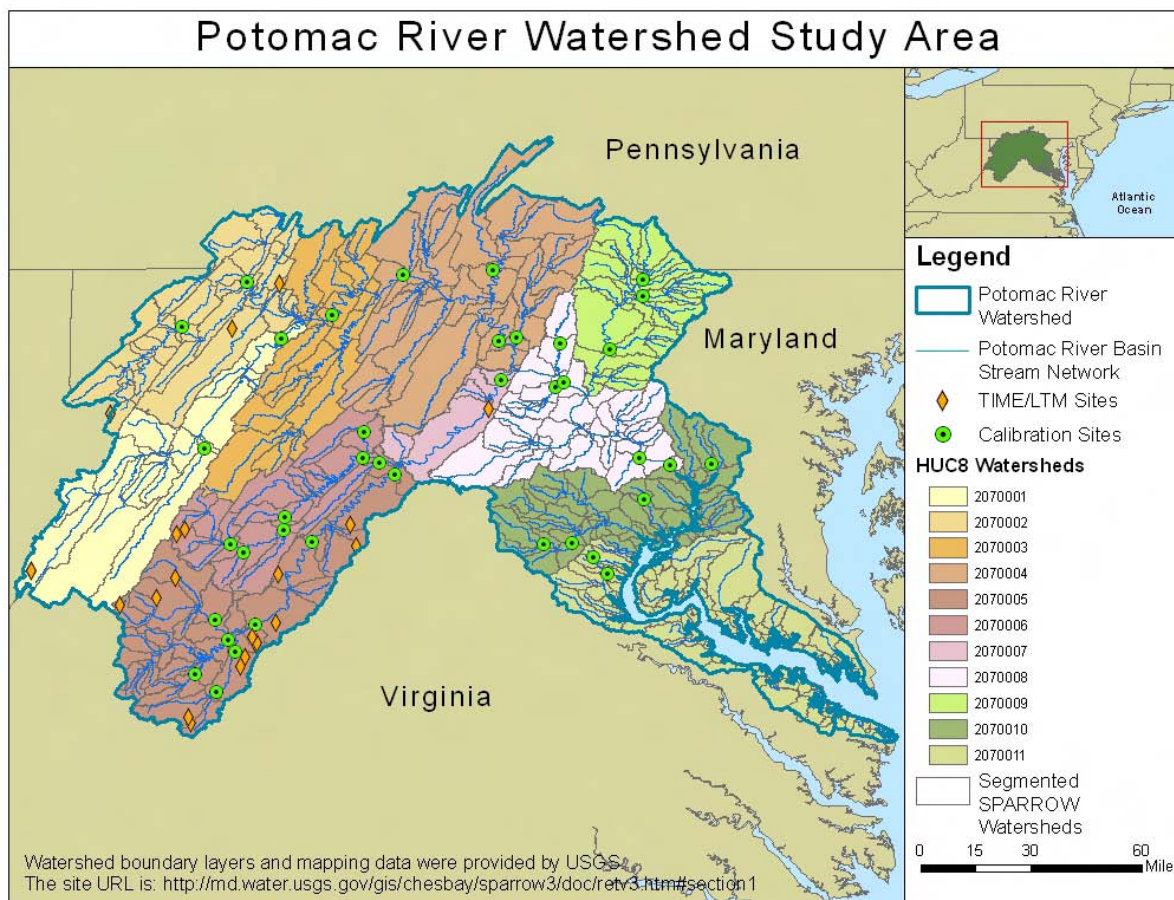 Potomac River Watershed Study Area
Pennsylvania
Maryland
Virginia
Atlantic
Ocean
Legend
Potomac River
Watershed
Potomac River Basin
Stream Network
TIME/LTM Sites
Calibration Sites
HUC8 Watersheds
2070001
2070002
2070003
2070004
2070005
2070006
2070007
2070008
2070009
2070010
2070011
Segmented
SPARROW
Watersheds
0 15 30 60
Mile
Watershed boundary layers and mapping data were provided by USGS.
The site URL is: http://md.water.usgs.gov/gis/chesbay/sparrow3/doc/retv3.htm#section1